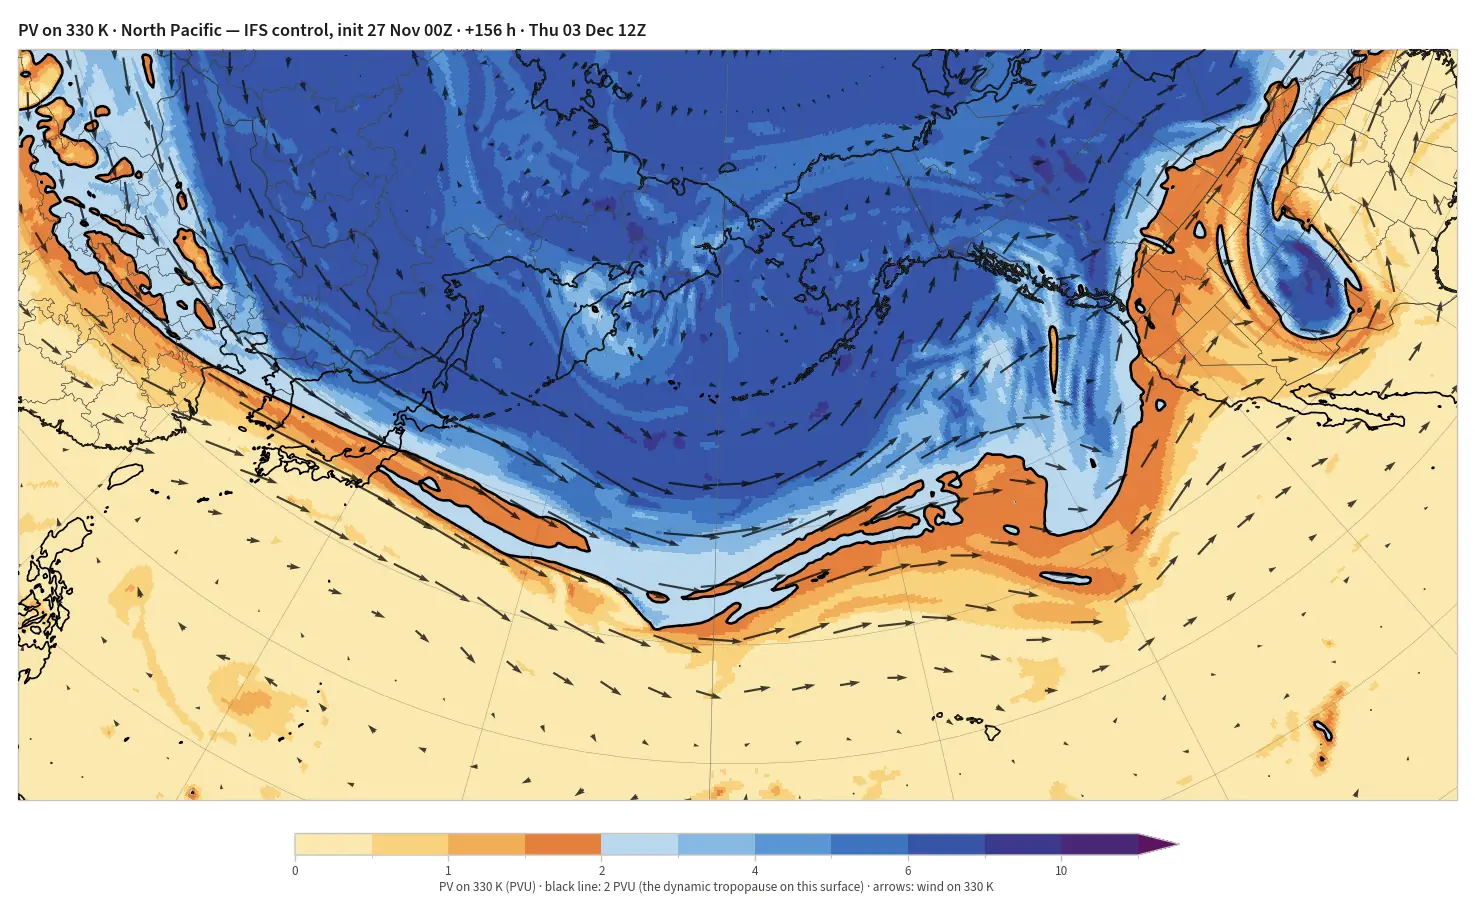 PV on 330 K · North Pacific — IFS control, init 27 Nov 00Z · +156 h · Thu 03 Dec 12Z
0 1 2 4 6 10
PV on 330 K (PVU) · black line: 2 PVU (the dynamic tropopause on this surface) · arrows: wind on 330 K